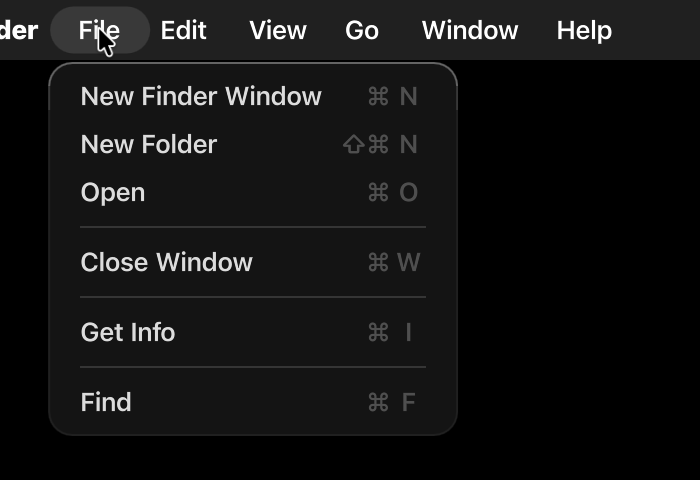 der File Edit View Go Window Help
New Finder Window ⌘ N
New Folder ⇧⌘ N
Open ⌘ O
Close Window ⌘ W
Get Info ⌘ I
Find ⌘ F